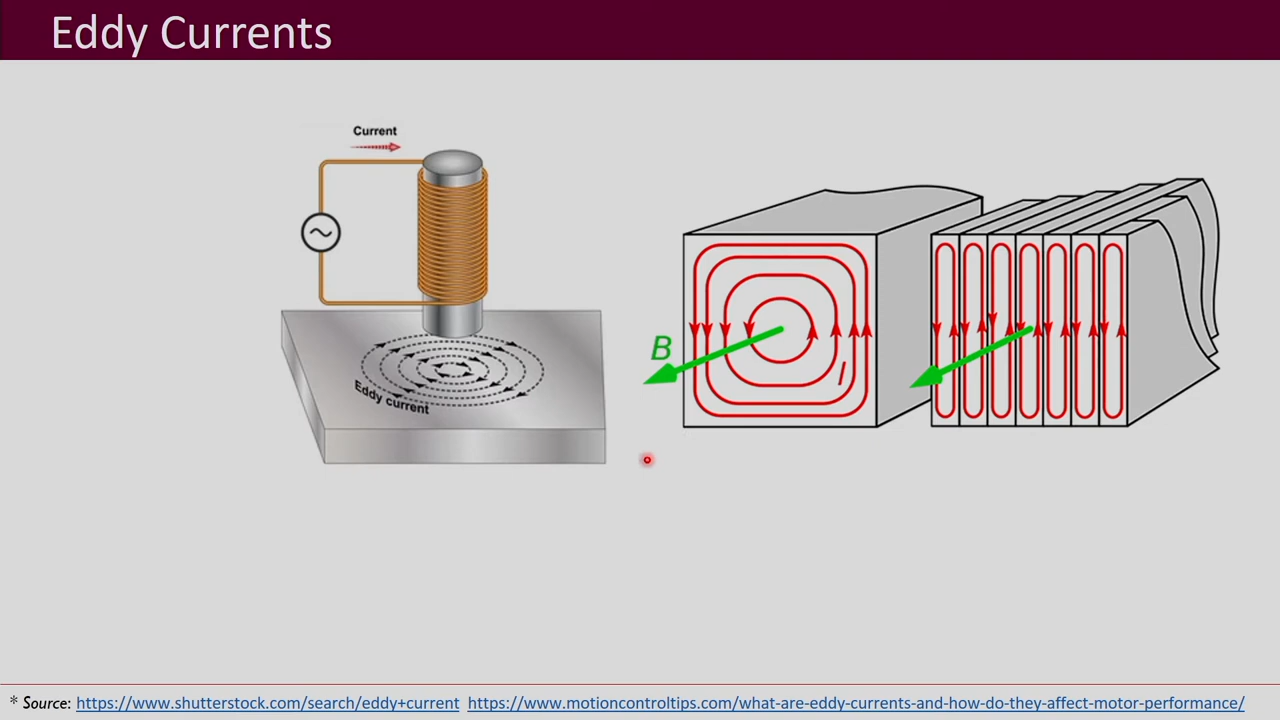 Eddy Currents
Current
Eddy current
B
I
* Source: https://www.shutterstock.com/search/eddy+current https://www.motioncontroltips.com/what-are-eddy-currents-and-how-do-they-affect-motor-performance/